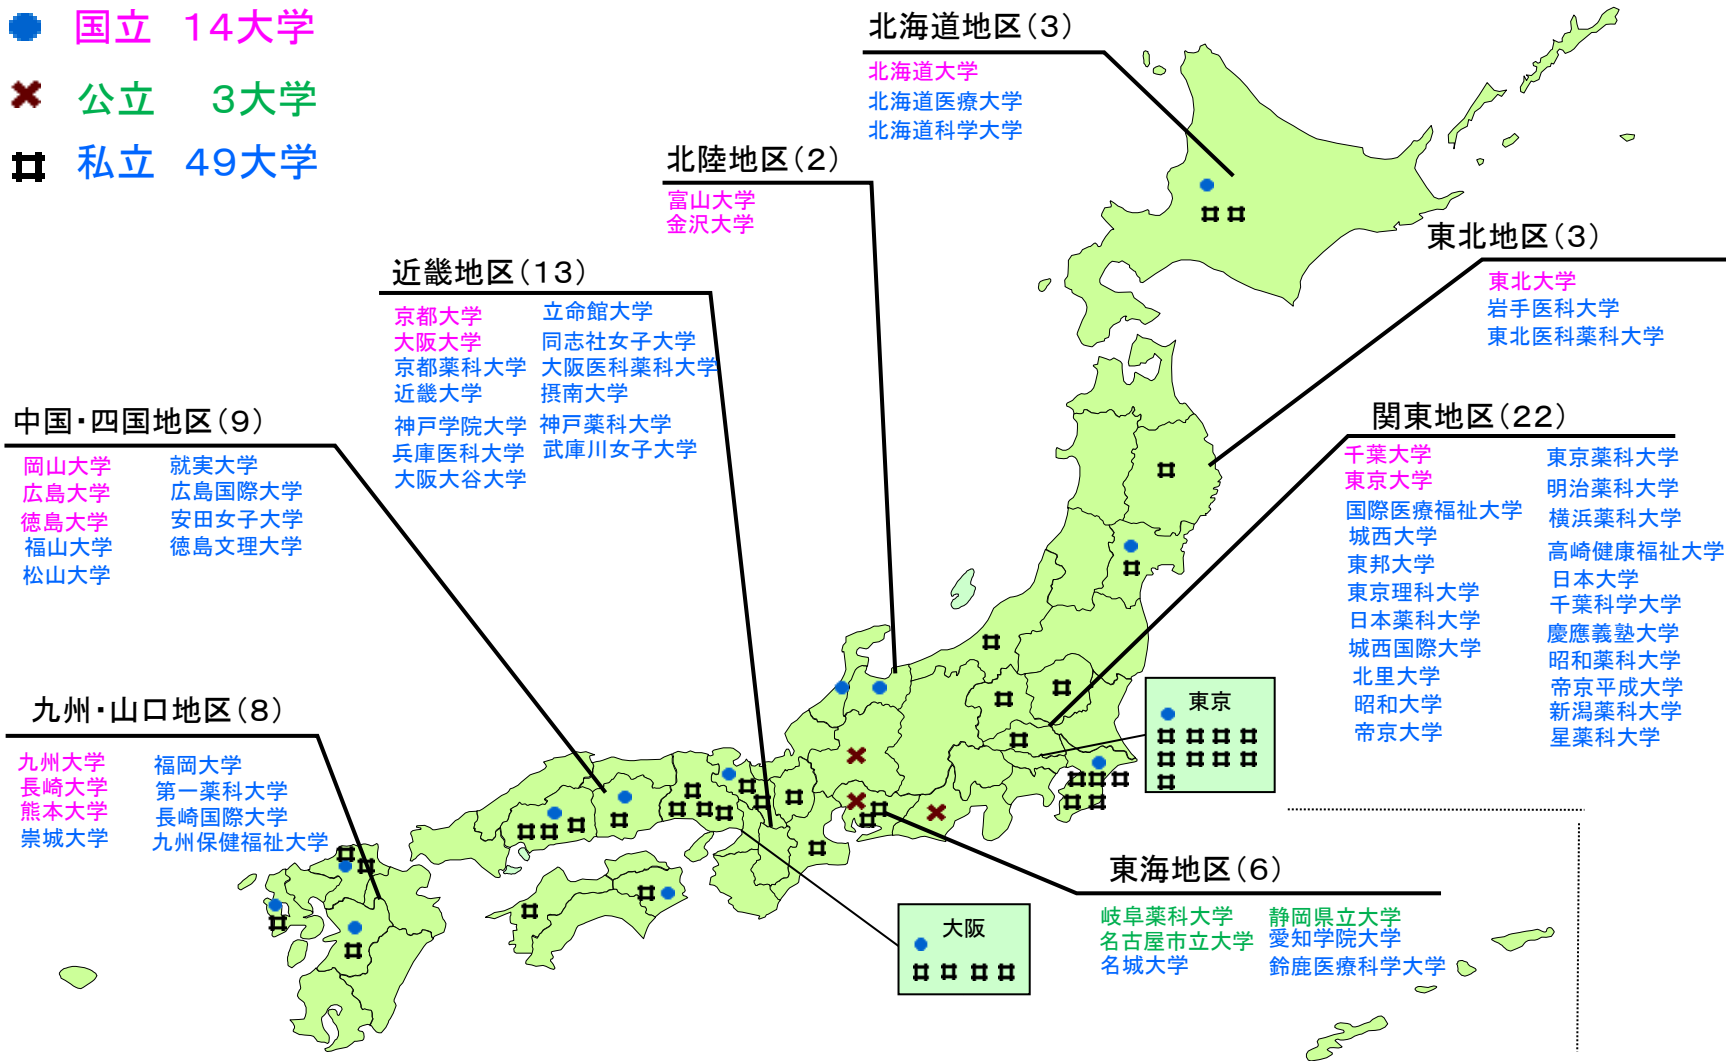 国立 14大学
公立 3大学
私立 49大学
北海道地区(3)
北海道大学
北海道医療大学
北海道科学大学
北陸地区(2)
富山大学
金沢大学
東北地区(3)
東北大学
岩手医科大学
東北医科薬科大学
近畿地区(13)
京都大学
大阪大学
京都薬科大学
近畿大学
神戸学院大学
兵庫医科大学
大阪大谷大学
立命館大学
同志社女子大学
大阪医科薬科大学
摂南大学
神戸薬科大学
武庫川女子大学
中国・四国地区(9)
岡山大学
広島大学
徳島大学
福山大学
松山大学
就実大学
広島国際大学
安田女子大学
徳島文理大学
関東地区(22)
千葉大学
東京大学
国際医療福祉大学
城西大学
東邦大学
東京理科大学
日本薬科大学
城西国際大学
北里大学
昭和大学
帝京大学
東京薬科大学
明治薬科大学
横浜薬科大学
高崎健康福祉大学
日本大学
千葉科学大学
慶應義塾大学
昭和薬科大学
帝京平成大学
新潟薬科大学
星薬科大学
九州・山口地区(8)
九州大学
長崎大学
熊本大学
崇城大学
福岡大学
第一薬科大学
長崎国際大学
九州保健福祉大学
東京
大阪
東海地区(6)
岐阜薬科大学
名古屋市立大学
名城大学
静岡県立大学
愛知学院大学
鈴鹿医療科学大学